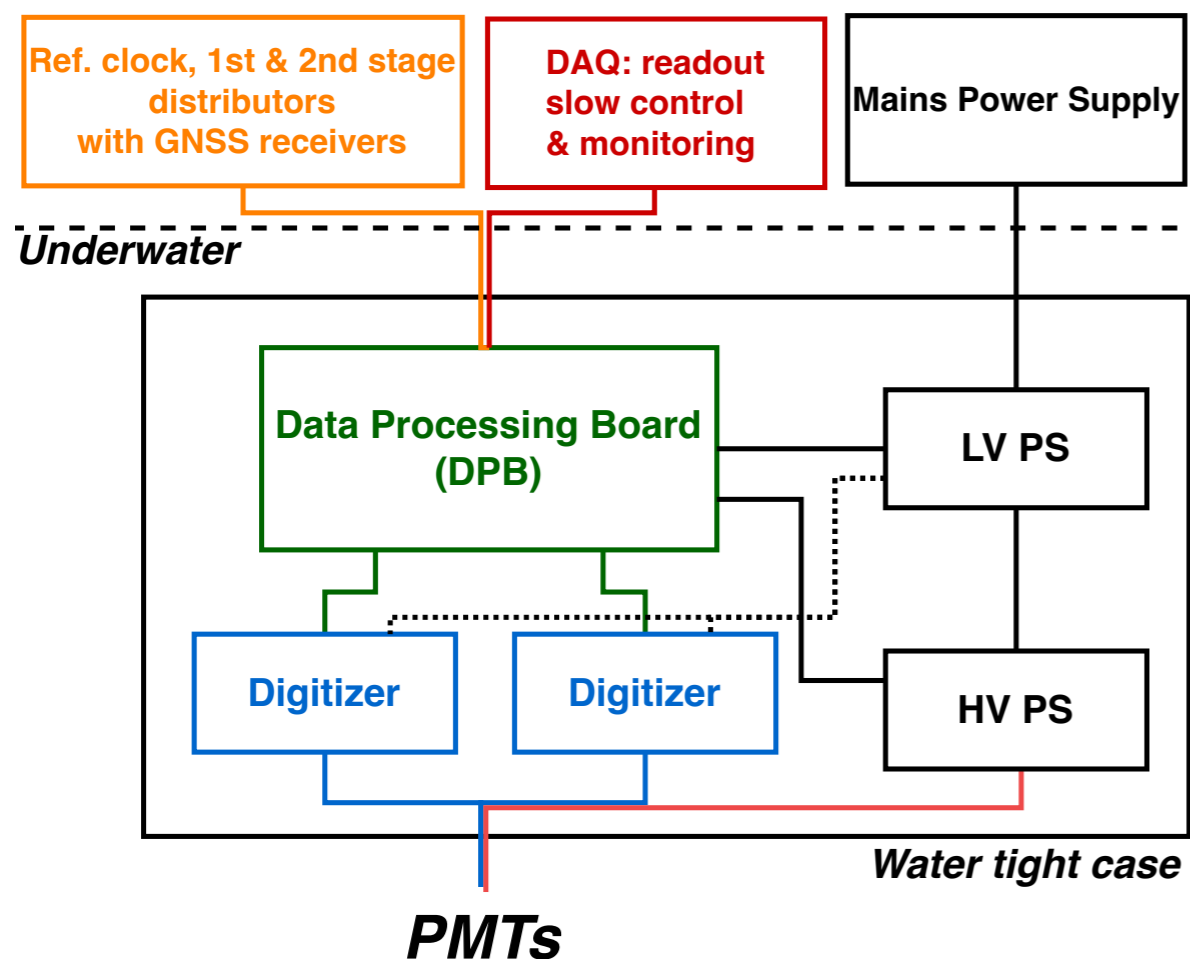 Ref. clock, 1st & 2nd stage
distributors
with GNSS receivers
DAQ: readout
slow control
& monitoring
Mains Power Supply
Underwater
Data Processing Board
(DPB)
LV PS
Digitizer
Digitizer
HV PS
Water tight case
PMTs